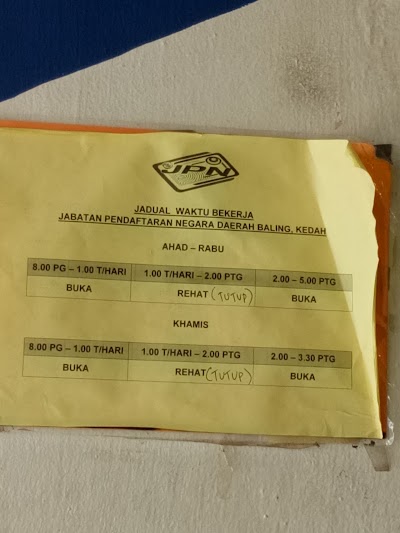 JPN
JADUAL WAKTU BEKERJA
JABATAN PENDAFTARAN NEGARA DAERAH BALING, KEDAH
AHAD – RABU
8.00 PG – 1.00 T/HARI 1.00 T/HARI – 2.00 PTG 2.00 – 5.00 PTG
BUKA REHAT (TUTUP) BUKA
KHAMIS
8.00 PG – 1.00 T/HARI 1.00 T/HARI – 2.00 PTG 2.00 – 3.30 PTG
BUKA REHAT (TUTUP) BUKA